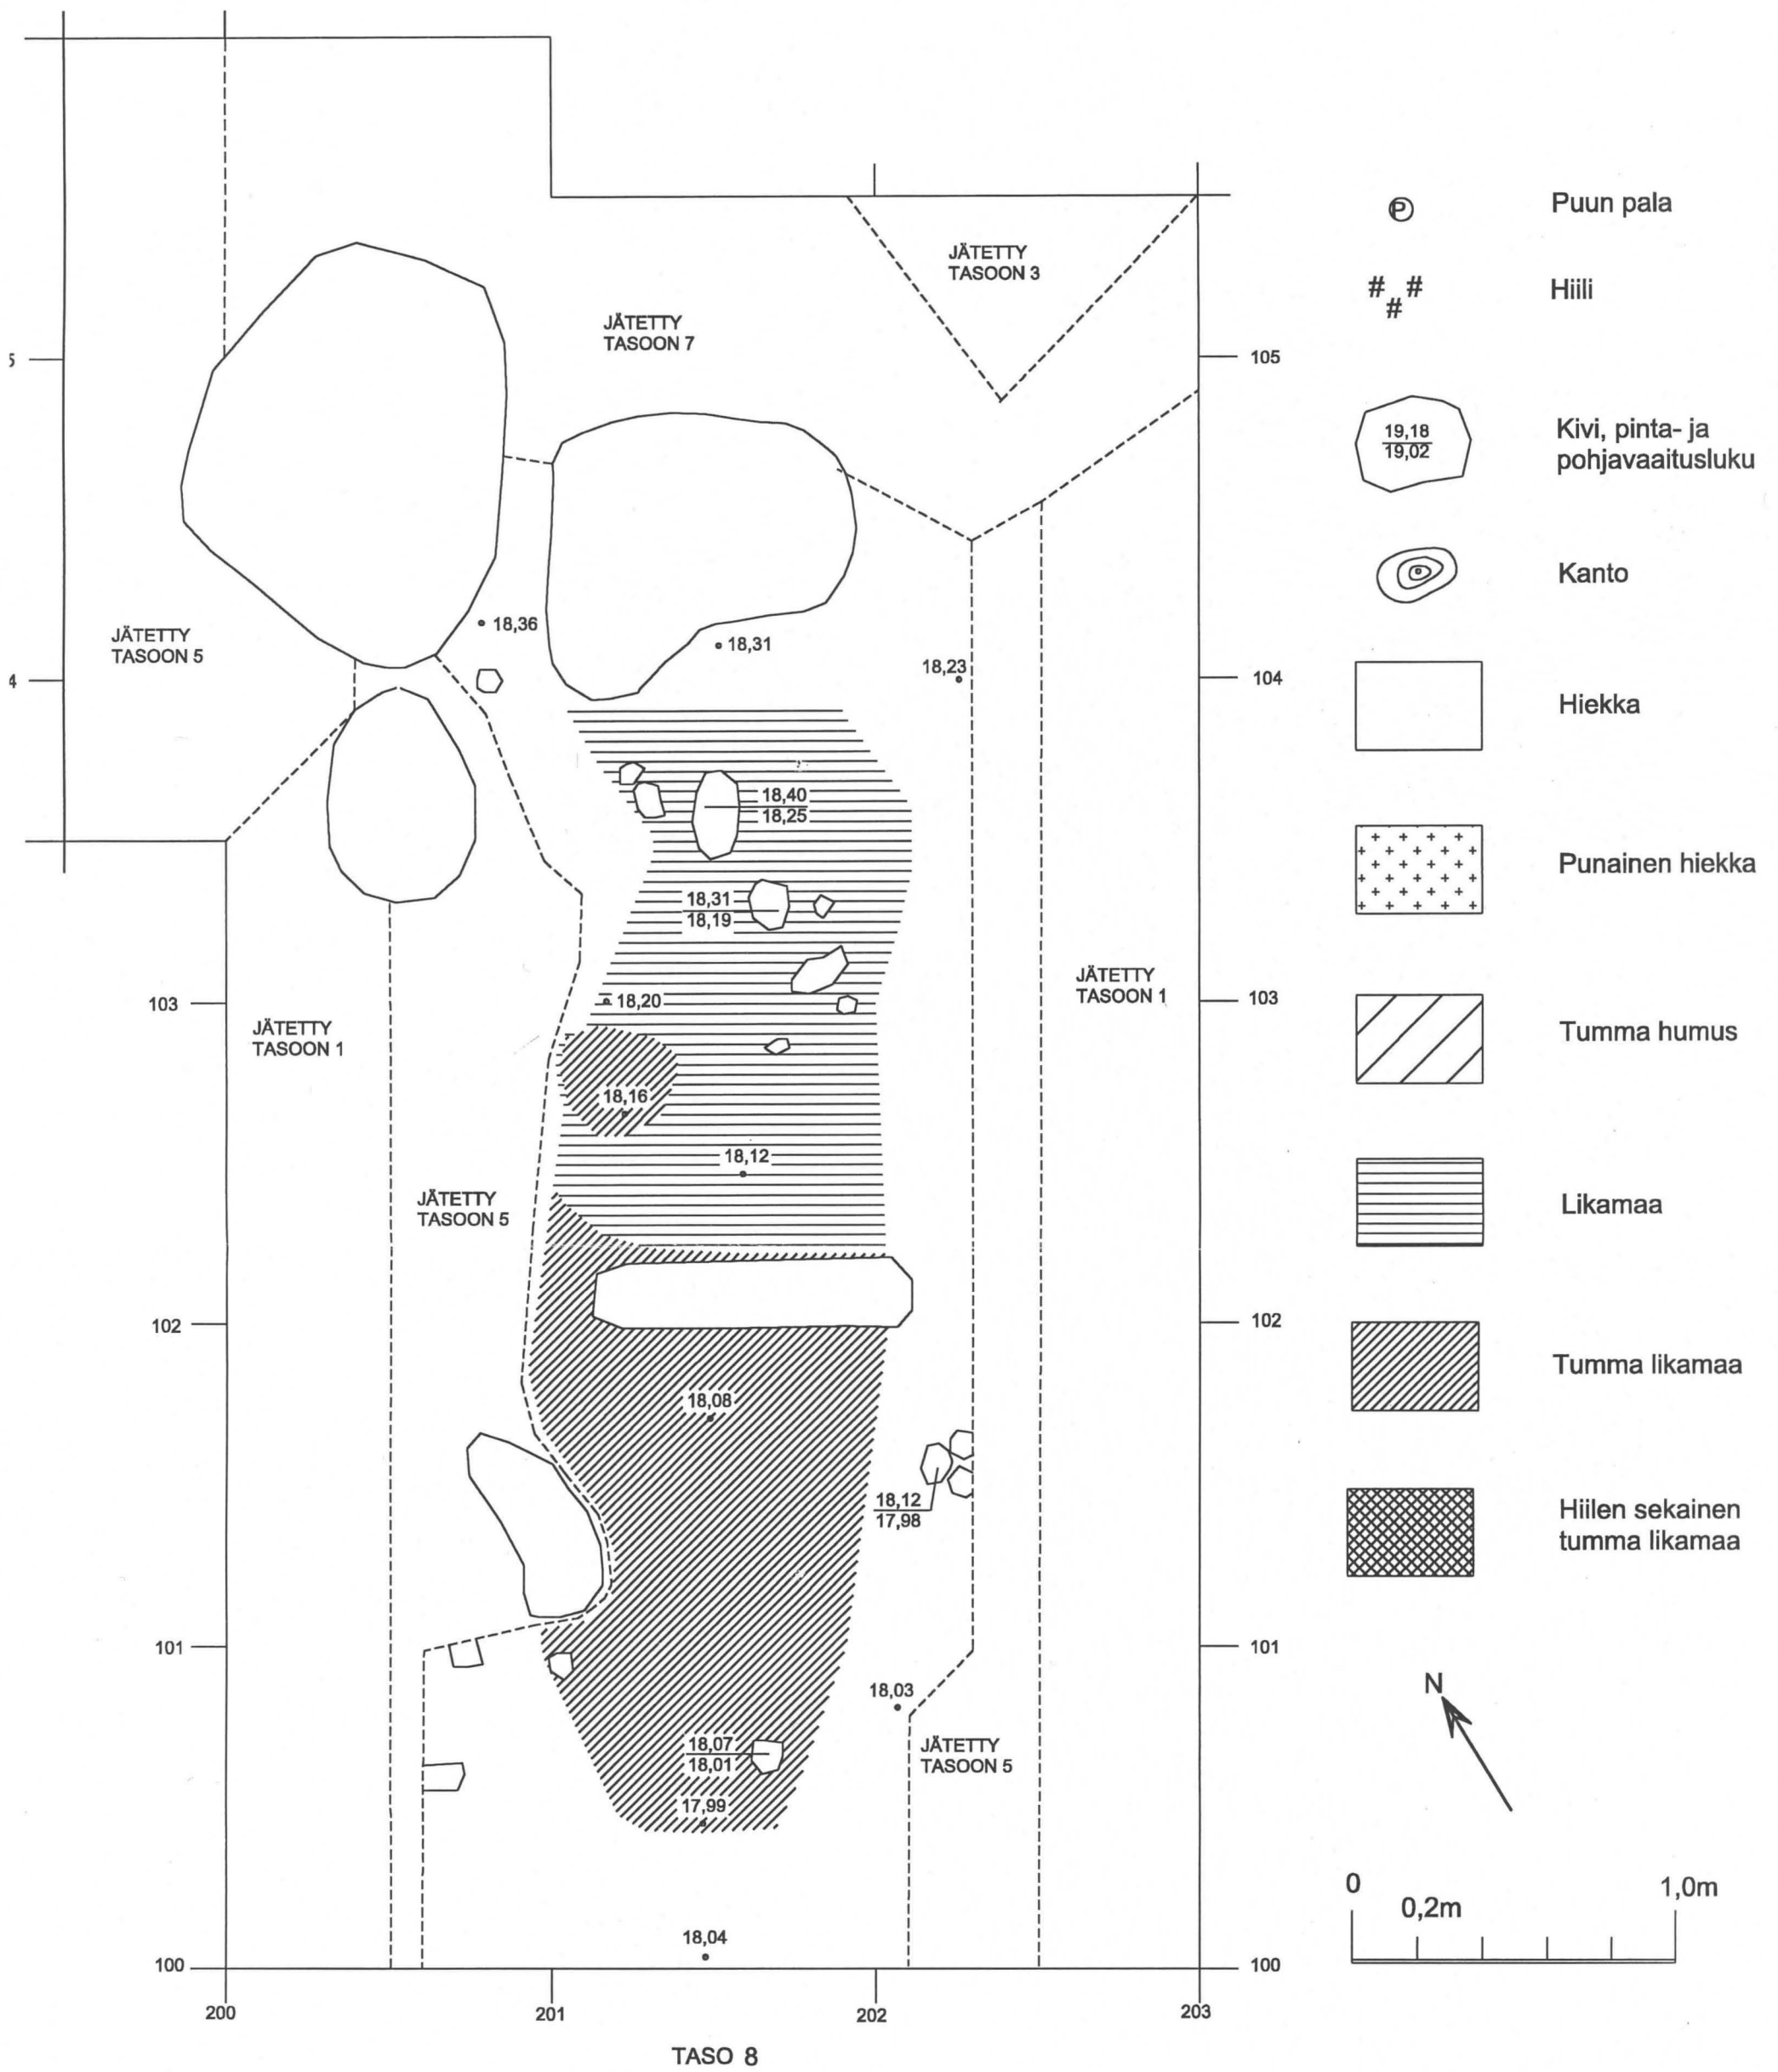 JÄTETTY
TASOON 3
JÄTETTY
TASOON 7
5
105
18,36
18,31
JÄTETTY
TASOON 5
18,23
4
104
18,40
18,25
18,31
18,19
103
18,20
JÄTETTY
TASOON 1
103
JÄTETTY
TASOON 1
18,16
18,12
JÄTETTY
TASOON 5
102
102
18,08
18,12
17,98
101
101
18,03
18,07
18,01
JÄTETTY
TASOON 5
17,99
18,04
100
100
200
201
202
203
TASO 8
P
Puun pala
# # #
Hiili
19,18
19,02
Kivi, pinta- ja
pohjavaaitusluku
Kanto
Hiekka
Punainen hiekka
Tumma humus
Likamaa
Tumma likamaa
Hiilen sekainen
tumma likamaa
N
0
0,2m
1,0m